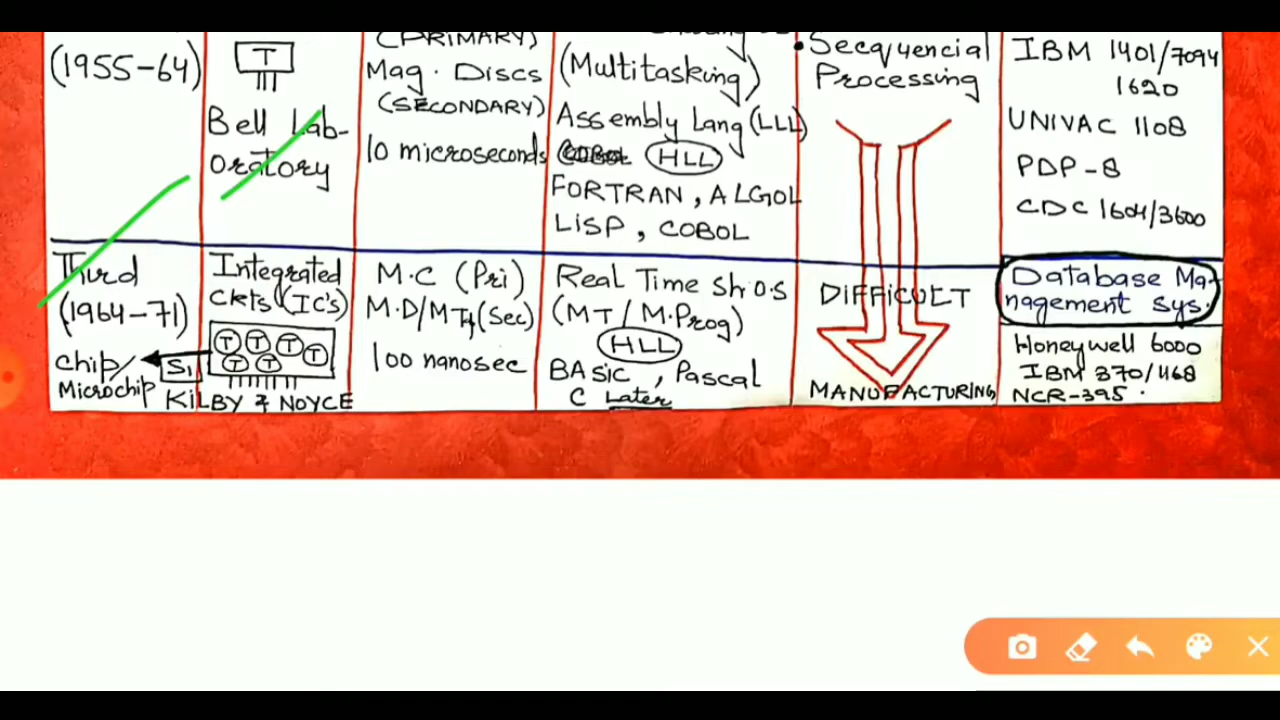 (1955-64)
T
Bell Lab-
oratory
(PRIMARY)
Mag. Discs
(SECONDARY)
10 microseconds
(Multitasking)
Assembly Lang (LLL)
COBOL HLL
FORTRAN, ALGOL
LISP, COBOL
• Secquencial
Processing
IBM 1401/7094
1620
UNIVAC 1108
PDP-8
CDC 1604/3600
Third
(1964-71)
chip/
Microchip
Si
Integrated
ckts (IC's)
T T T T
T T
KILBY & NOYCE
M.C (Pri)
M.D/MT (Sec)
100 nanosec
Real Time Sh O.S
(MT/M.Prog)
HLL
BASIC, Pascal
C Later
DIFFICULT
MANUFACTURING
Database Ma-
nagement Sys.
Honeywell 6000
IBM 370/168
NCR-395.